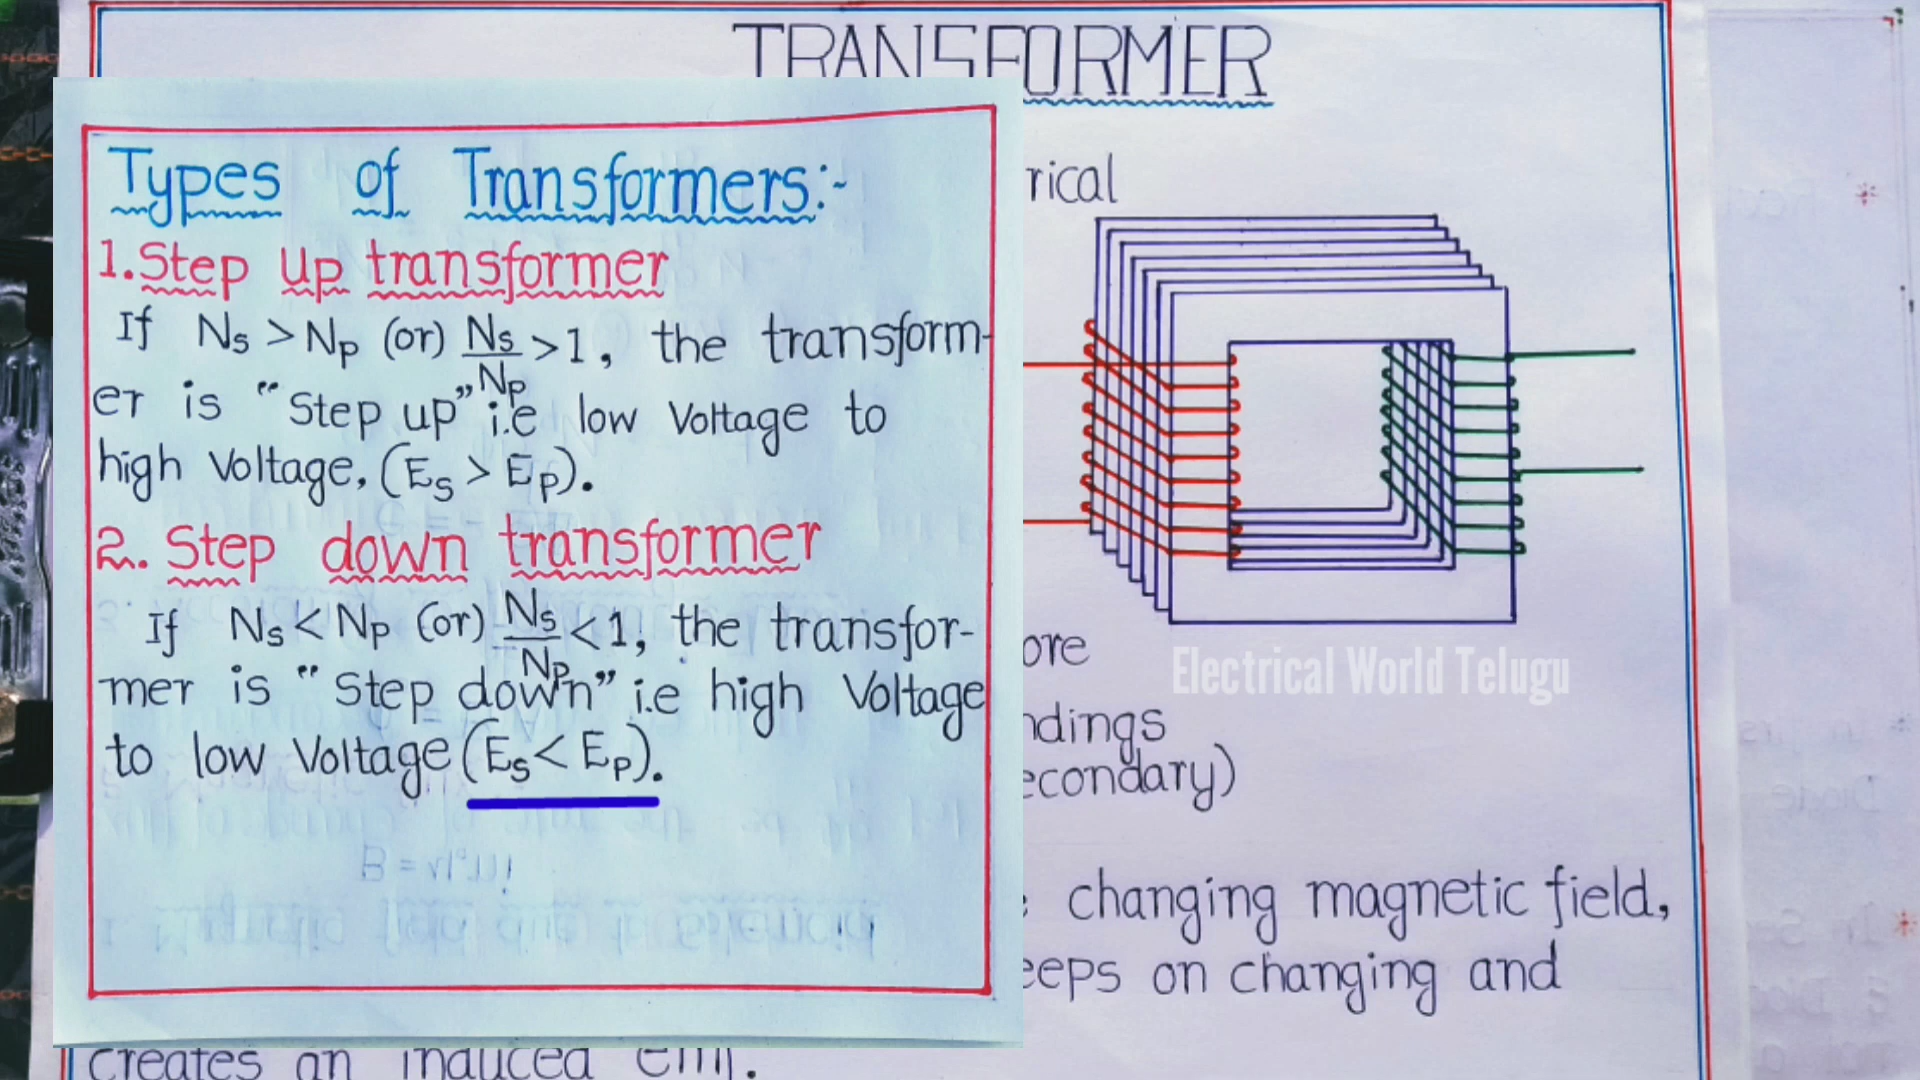 TRANSFORMER
Types of Transformers:-
1. Step up transformer
If Ns > Np (or) Ns/Np >1, the transform-
er is "Step up" i.e low Voltage to
high Voltage. (Es > Ep).
2. Step down transformer
If Ns < Np (or) Ns/Np <1, the transfor-
mer is "Step down" i.e high Voltage
to low Voltage (Es < Ep).
rical
ore
Electrical World Telugu
ndings
econdary)
changing magnetic field,
eeps on changing and
creates an induced emf.